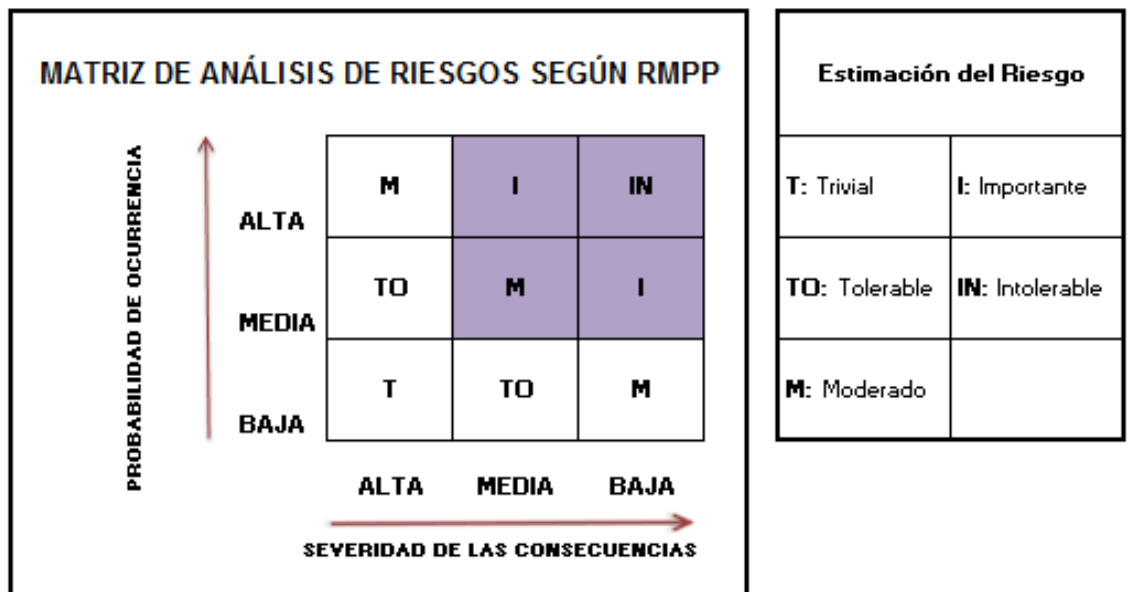 MATRIZ DE ANÁLISIS DE RIESGOS SEGÚN RMPP
PROBABILIDAD DE OCURRENCIA
ALTA
M I IN
MEDIA
TO M I
BAJA
T TO M
ALTA MEDIA BAJA
SEVERIDAD DE LAS CONSECUENCIAS
Estimación del Riesgo
T: Trivial I: Importante
TO: Tolerable IN: Intolerable
M: Moderado